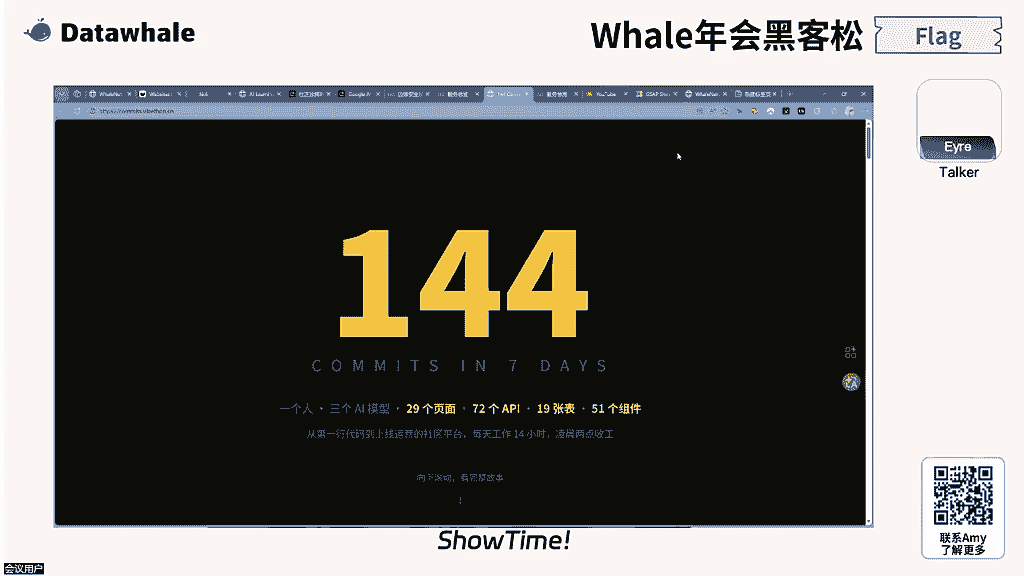 Datawhale
Whale年会黑客松
Flag
Eyre
Talker
144
COMMITS IN 7 DAYS
一个人 · 三个 AI 模型 · 29 个页面 · 72 个 API · 19 张表 · 51 个组件
从第一行代码到上线运营的社区平台，每天工作 14 小时，凌晨两点收工
向下滚动，看完整故事
↓
ShowTime!
联系Amy
了解更多
会议用户